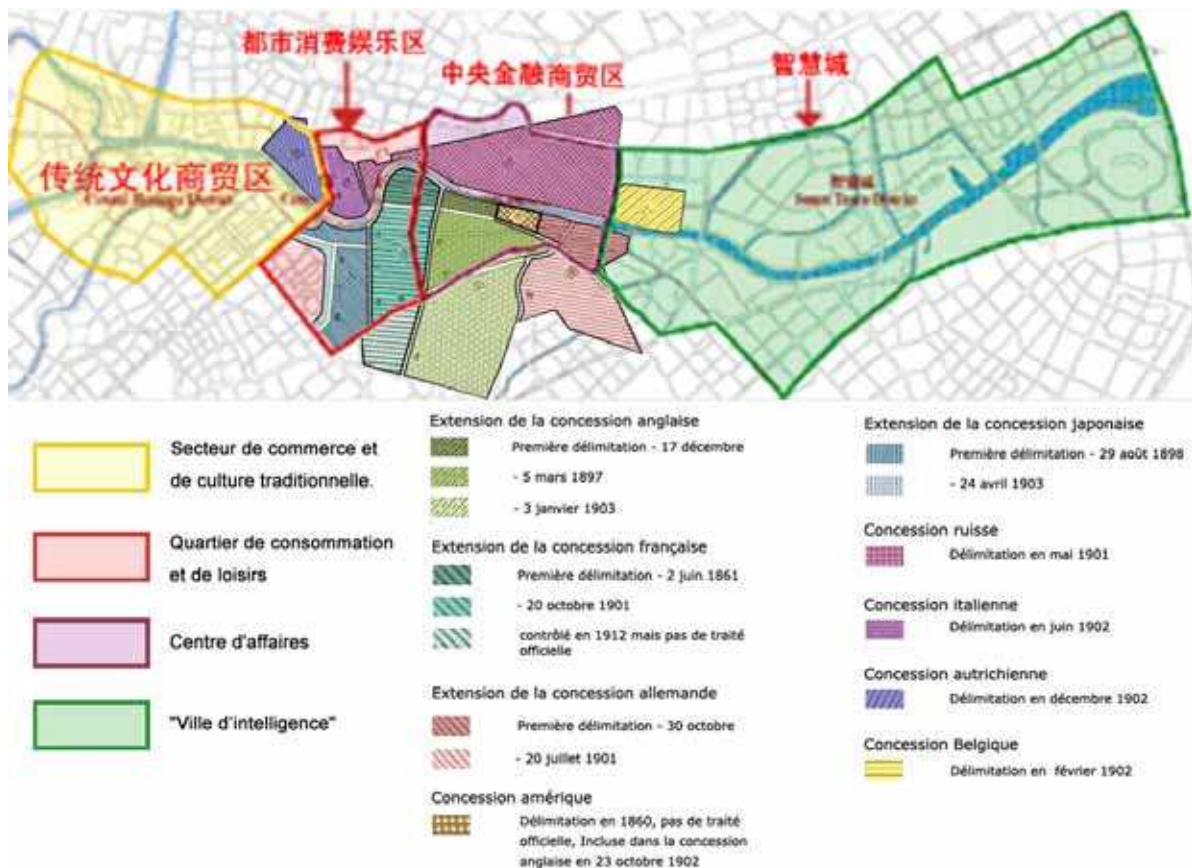 都市消费娱乐区
中央金融商贸区
智慧城
传统文化商贸区
智慧城
Smart Town District
Secteur de commerce et
de culture traditionnelle.
Quartier de consommation
et de loisirs
Centre d'affaires
"Ville d'intelligence"
Extension de la concession anglaise
Première délimitation - 17 décembre
- 5 mars 1897
- 3 janvier 1903
Extension de la concession française
Première délimitation - 2 juin 1861
- 20 octobre 1901
contrôlé en 1912 mais pas de traité
officielle
Extension de la concession allemande
Première délimitation - 30 octobre
- 20 juillet 1901
Concession amérique
Délimitation en 1860, pas de traité
officielle, Incluse dans la concession
anglaise en 23 octobre 1902
Extension de la concession japonaise
Première délimitation - 29 août 1898
- 24 avril 1903
Concession ruisse
Délimitation en mai 1901
Concession italienne
Délimitation en juin 1902
Concession autrichienne
Délimitation en décembre 1902
Concession Belgique
Délimitation en février 1902